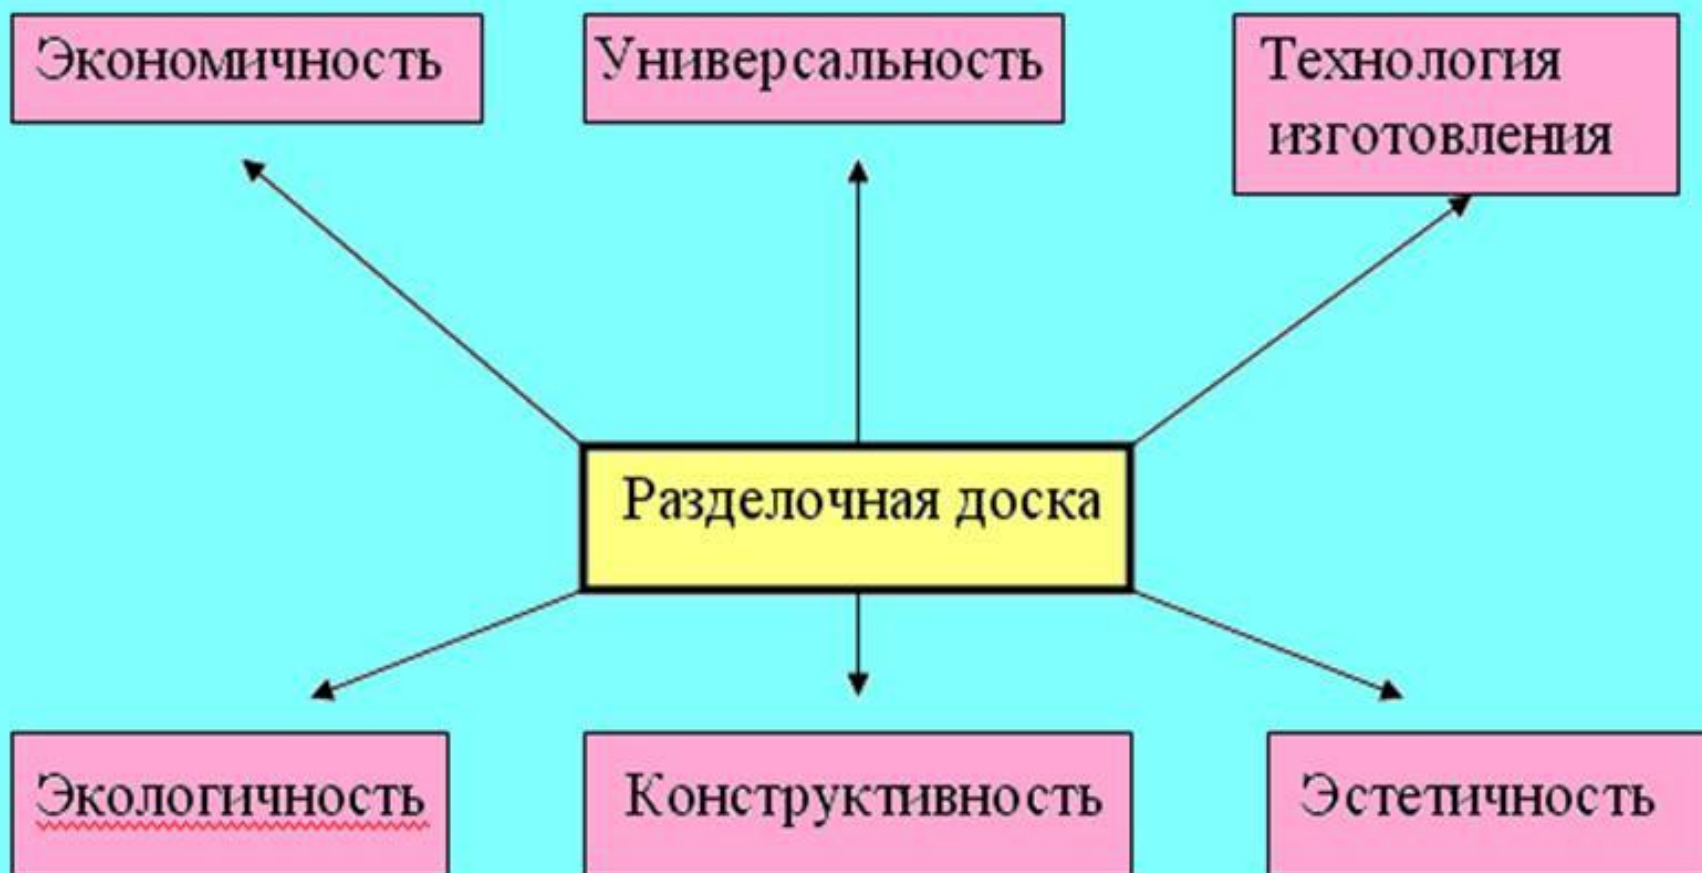 Экономичность
Универсальность
Технология
изготовления
Разделочная доска
Экологичность
Конструктивность
Эстетичность